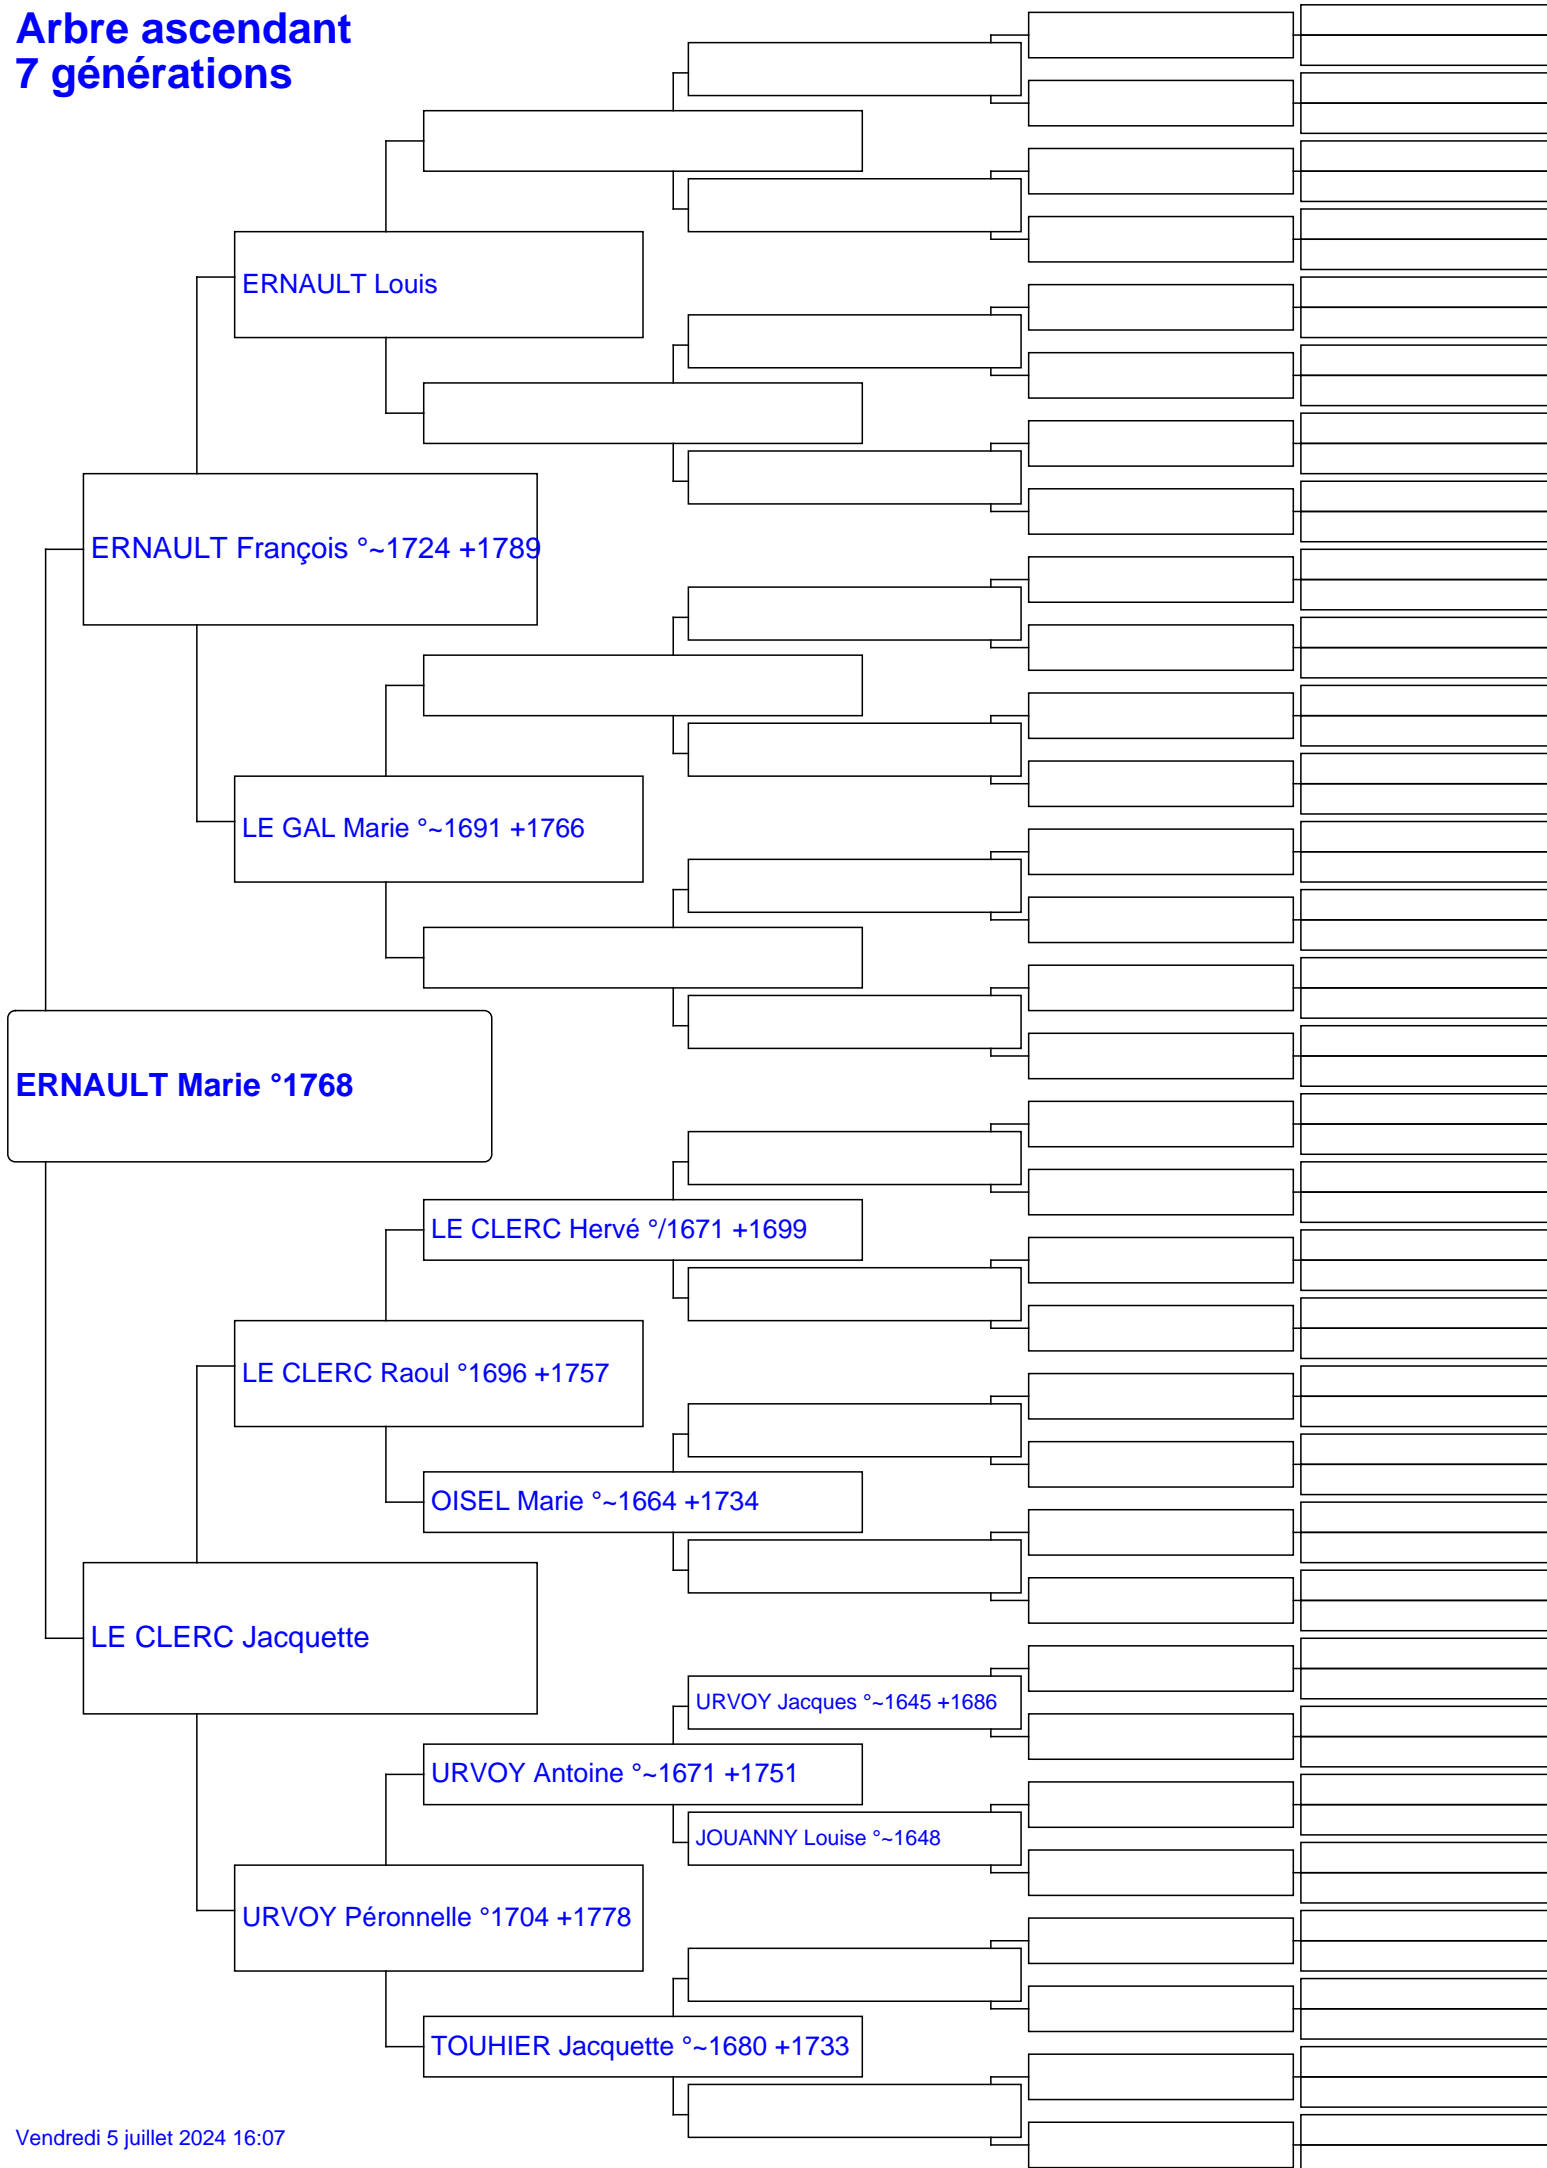 Arbre ascendant
7 générations
ERNAULT Louis
ERNAULT François °~1724 +1789
LE GAL Marie °~1691 +1766
ERNAULT Marie °1768
LE CLERC Hervé °/1671 +1699
LE CLERC Raoul °1696 +1757
OISEL Marie °~1664 +1734
LE CLERC Jacquette
URVOY Jacques °~1645 +1686
URVOY Antoine °~1671 +1751
JOUANNY Louise °~1648
URVOY Péronnelle °1704 +1778
TOUHIER Jacquette °~1680 +1733
Vendredi 5 juillet 2024 16:07